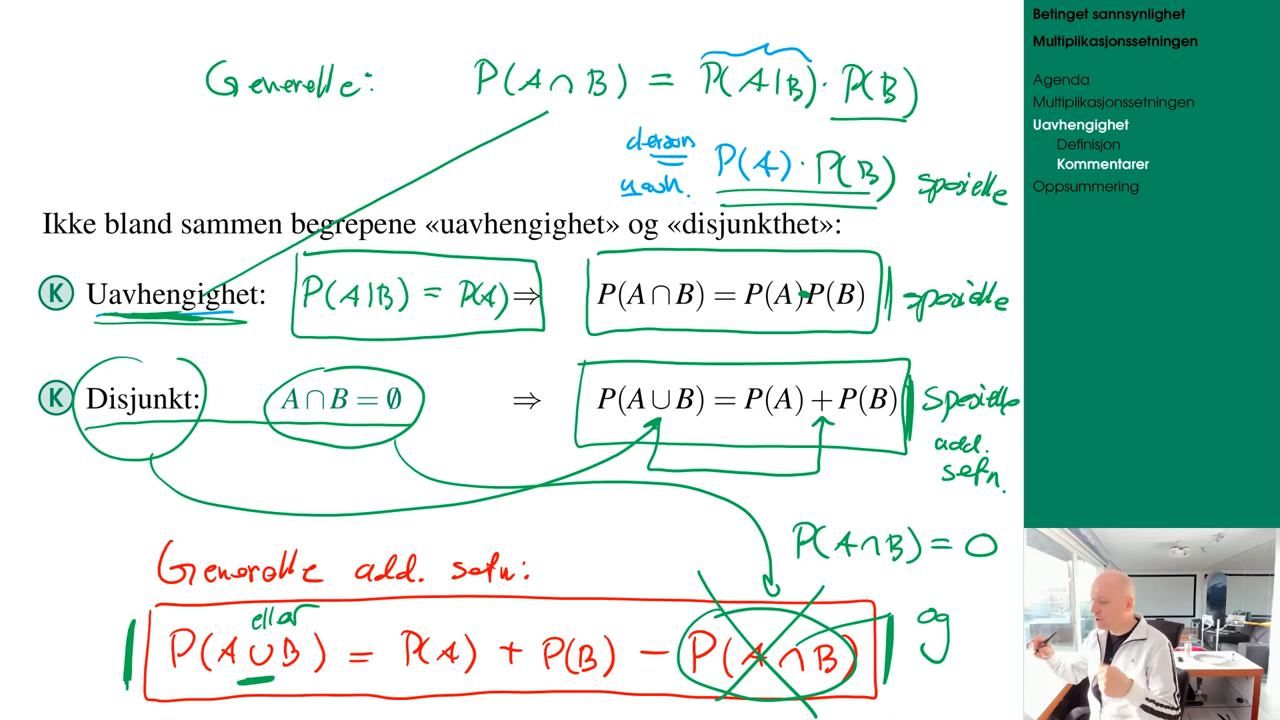 Generelle: P(A∩B) = P(A|B) · P(B)
dersom
uavh. P(A) · P(B) spesielle
Ikke bland sammen begrepene «uavhengighet» og «disjunkthet»:
K Uavhengighet: P(A|B) = P(A) ⇒ P(A∩B) = P(A)·P(B) spesielle
K Disjunkt: A∩B = ∅ ⇒ P(A∪B) = P(A) + P(B) Spesielle
add.
setn.
P(A∩B) = 0
Generelle add. setn:
eller
og
P(A∪B) = P(A) + P(B) − P(A∩B)
Betinget sannsynlighet
Multiplikasjonssetningen
Agenda
Multiplikasjonssetningen
Uavhengighet
Definisjon
Kommentarer
Oppsummering